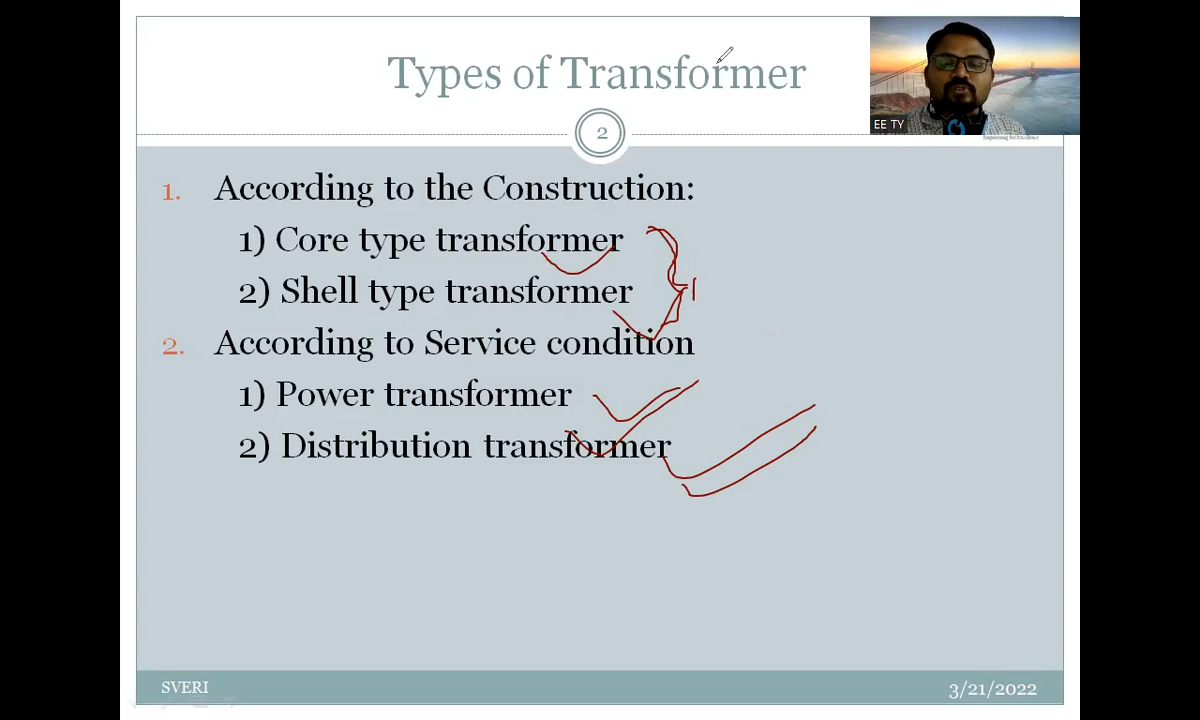 Types of Transformer
EE TY
2
1. According to the Construction:
1) Core type transformer
2) Shell type transformer
2. According to Service condition
1) Power transformer
2) Distribution transformer
SVERI
3/21/2022